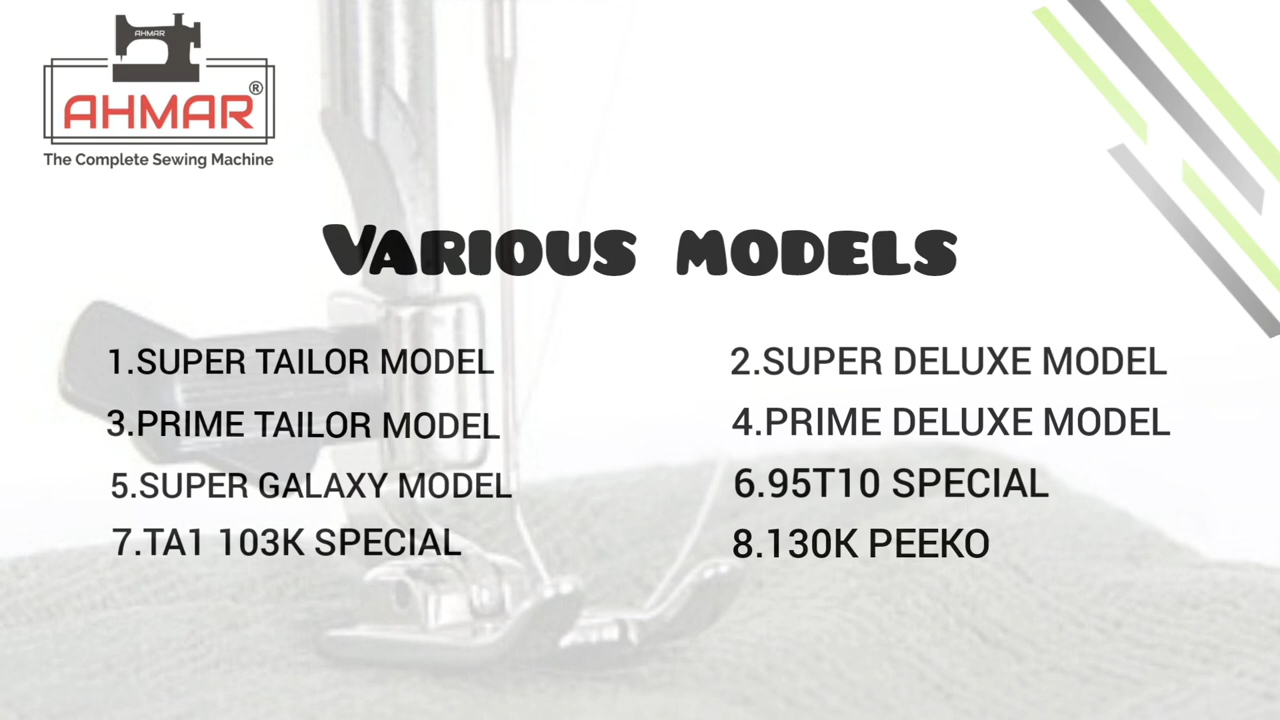 AHMAR
AHMAR®
The Complete Sewing Machine
VARIOUS MODELS
1.SUPER TAILOR MODEL
2.SUPER DELUXE MODEL
3.PRIME TAILOR MODEL
4.PRIME DELUXE MODEL
5.SUPER GALAXY MODEL
6.95T10 SPECIAL
7.TA1 103K SPECIAL
8.130K PEEKO